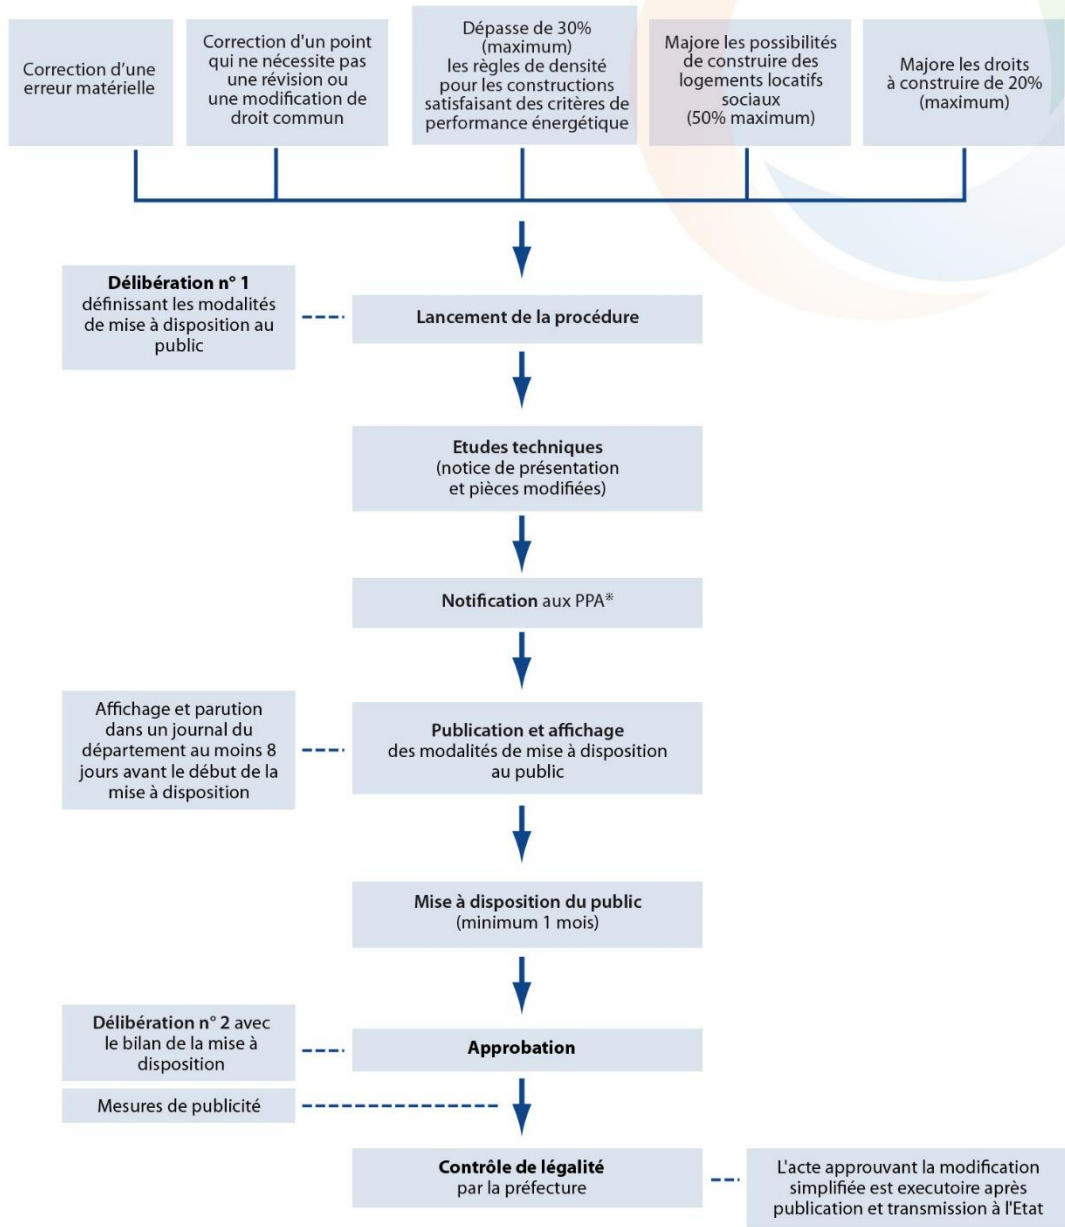 Correction d'une
erreur matérielle
Correction d'un point
qui ne nécessite pas
une révision ou
une modification de
droit commun
Dépasse de 30%
(maximum)
les règles de densité
pour les constructions
satisfaisant des critères de
performance énergétique
Majore les possibilités
de construire des
logements locatifs
sociaux
(50% maximum)
Majore les droits
à construire de 20%
(maximum)
Délibération n° 1
définissant les modalités
de mise à disposition au
public
Lancement de la procédure
Etudes techniques
(notice de présentation
et pièces modifiées)
Notification aux PPA*
Affichage et parution
dans un journal du
département au moins 8
jours avant le début de la
mise à disposition
Publication et affichage
des modalités de mise à disposition
au public
Mise à disposition du public
(minimum 1 mois)
Délibération n° 2 avec
le bilan de la mise à
disposition
Approbation
Mesures de publicité
Contrôle de légalité
par la préfecture
L'acte approuvant la modification
simplifiée est executoire après
publication et transmission à l'Etat